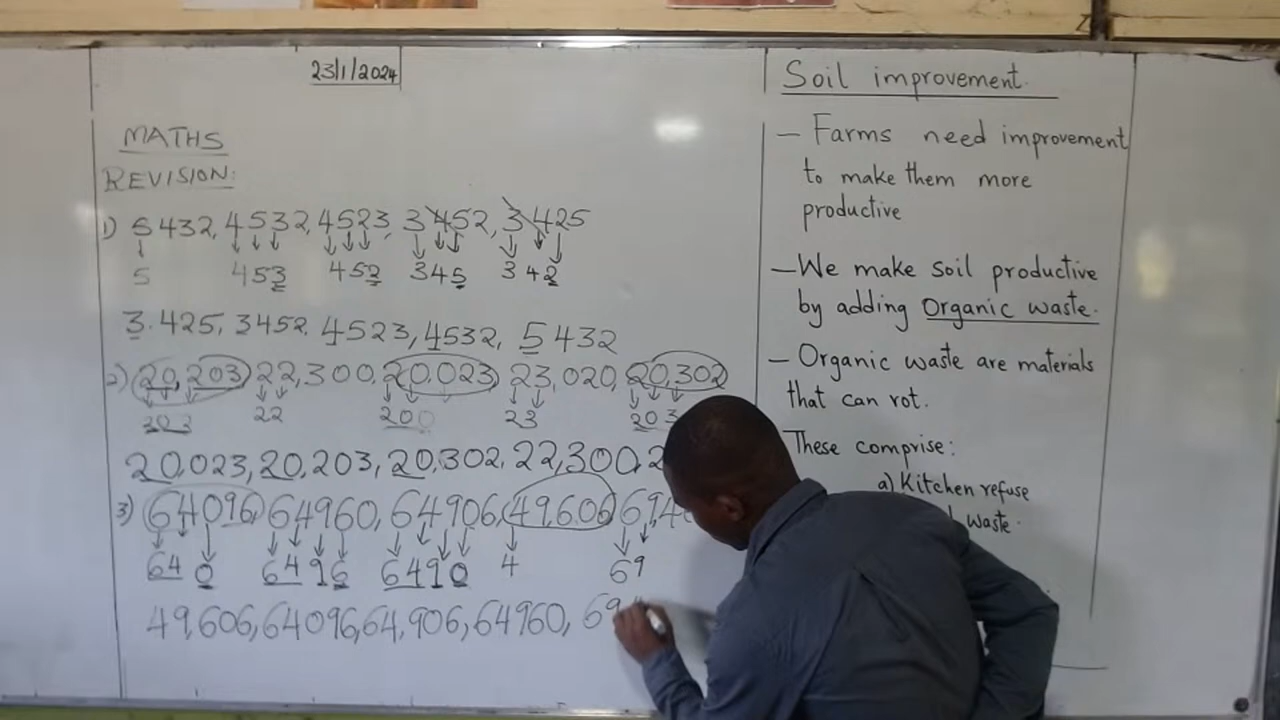 23/1/2024
MATHS
REVISION:
1) 5432, 4532, 4523, 3452, 3425
5 453 452 345 342
3.425, 3452, 4523, 4532, 5432
2) 20,203 22,300, 20,023, 23,020, 20,302
203 22 200 23 203
20,023, 20,203, 20,302, 22,300, 2
3) 64096, 64960, 64906, 49,606, 69,4
64 0 6496 6490 4 69
49,606, 64096, 64,906, 64960, 69
Soil improvement.
– Farms need improvement
to make them more
productive
– We make soil productive
by adding Organic waste.
– Organic waste are materials
that can rot.
These comprise:
a) Kitchen refuse
waste.